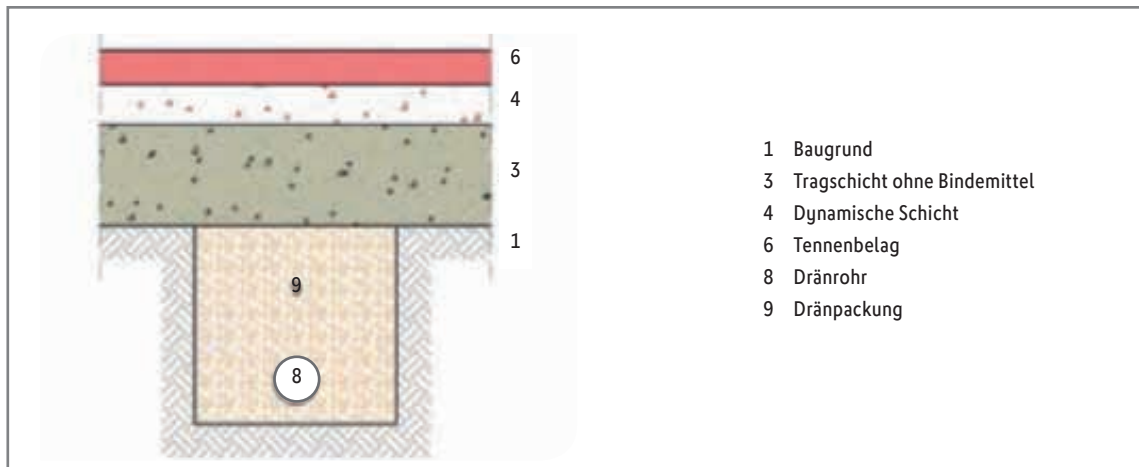 6
4
3
1
9
8
1 Baugrund
3 Tragschicht ohne Bindemittel
4 Dynamische Schicht
6 Tennenbelag
8 Dränrohr
9 Dränpackung